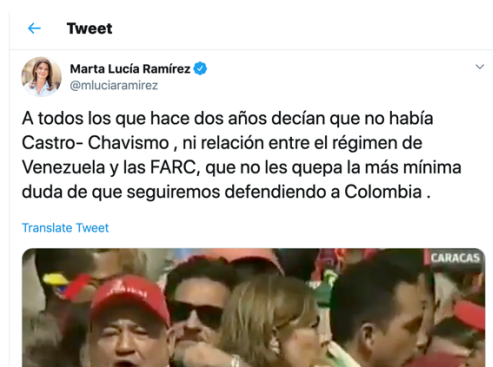 Tweet
Marta Lucía Ramírez
@mluciaramirez
A todos los que hace dos años decían que no había
Castro- Chavismo , ni relación entre el régimen de
Venezuela y las FARC, que no les quepa la más mínima
duda de que seguiremos defendiendo a Colombia .
Translate Tweet
CARACAS